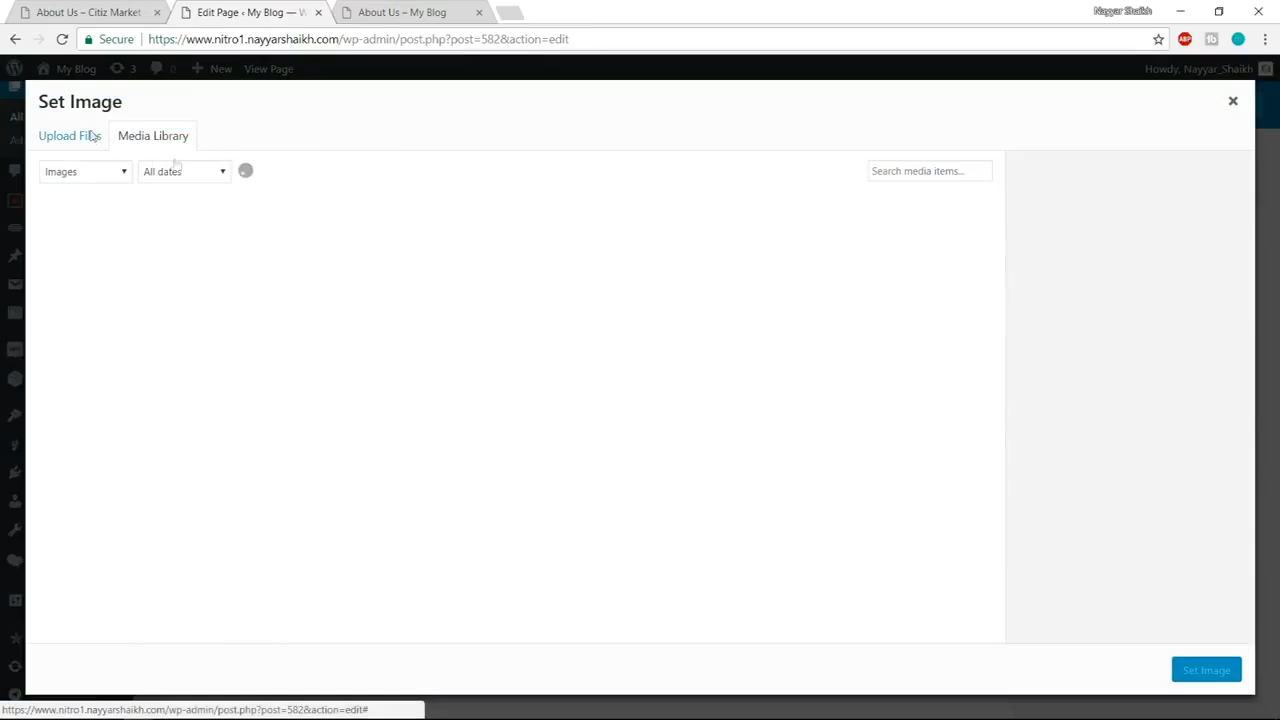 About Us – Citiz Market
Edit Page ‹ My Blog —
About Us – My Blog
Nayyar Shaikh
Secure
https://www.nitro1.nayyarshaikh.com/wp-admin/post.php?post=582&action=edit
ABP
My Blog
3
0
New
View Page
Howdy, Nayyar_Shaikh
Set Image
Upload Files
Media Library
All
Images
All dates
Search media items...
Set Image
https://www.nitro1.nayyarshaikh.com/wp-admin/post.php?post=582&action=edit#